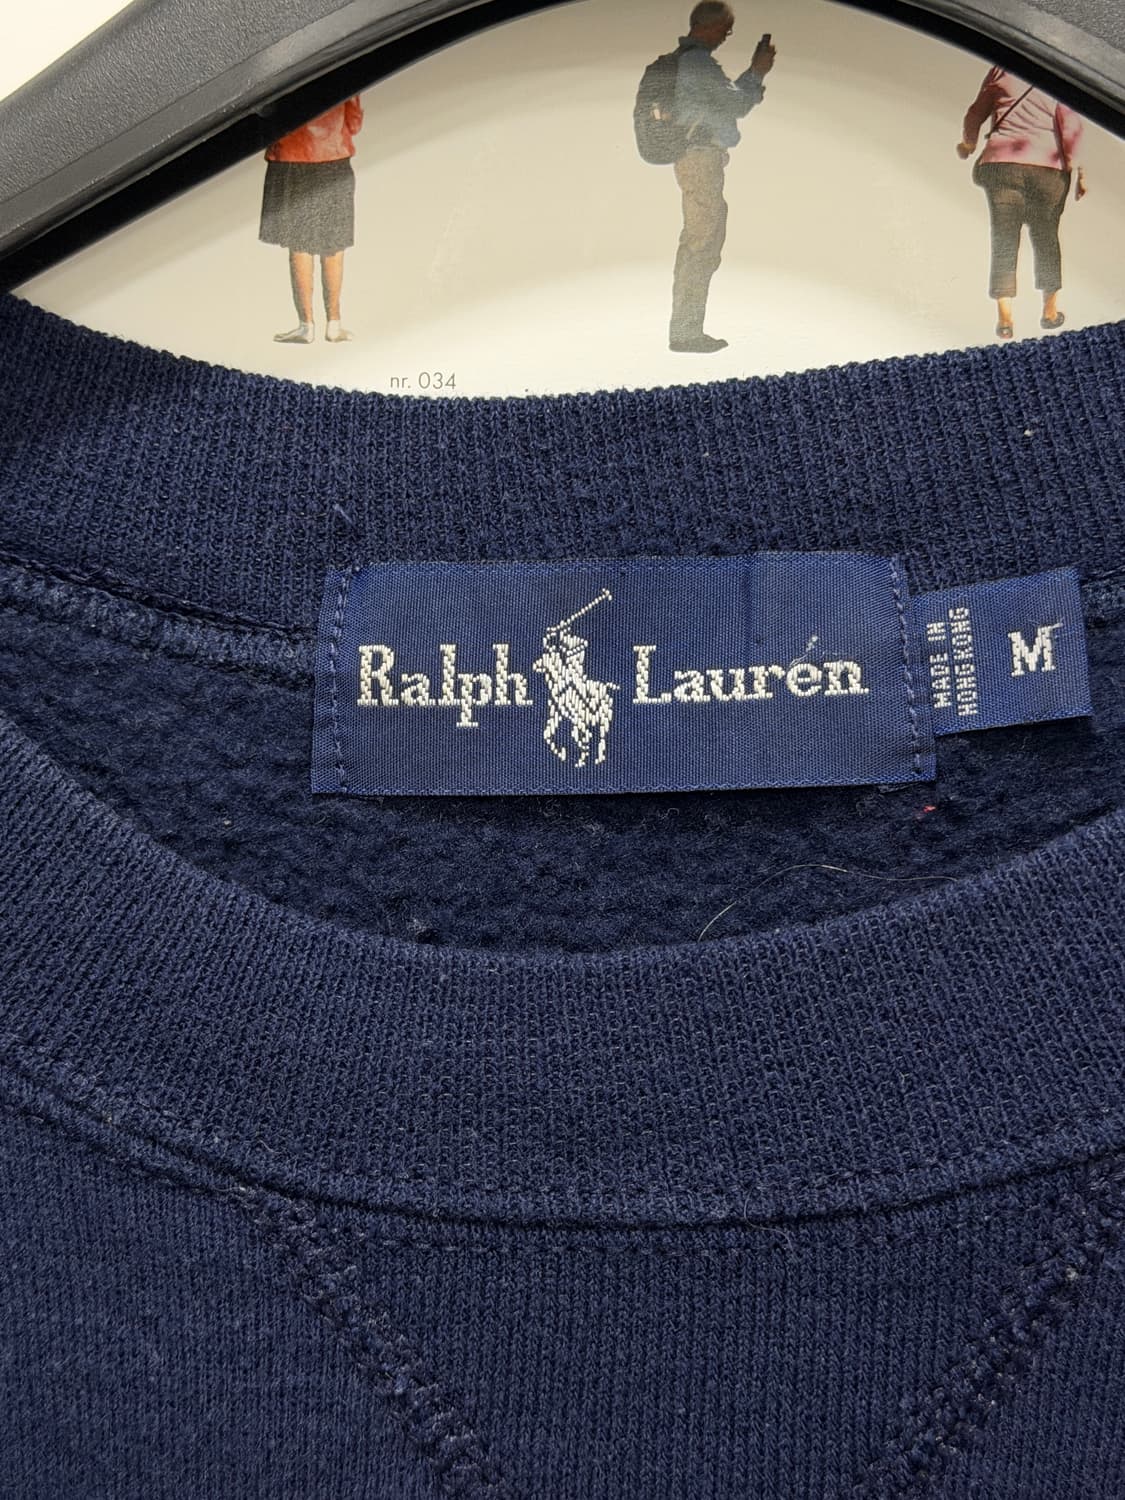 nr. 034
Ralph Lauren
MADE IN
HONG KONG
M